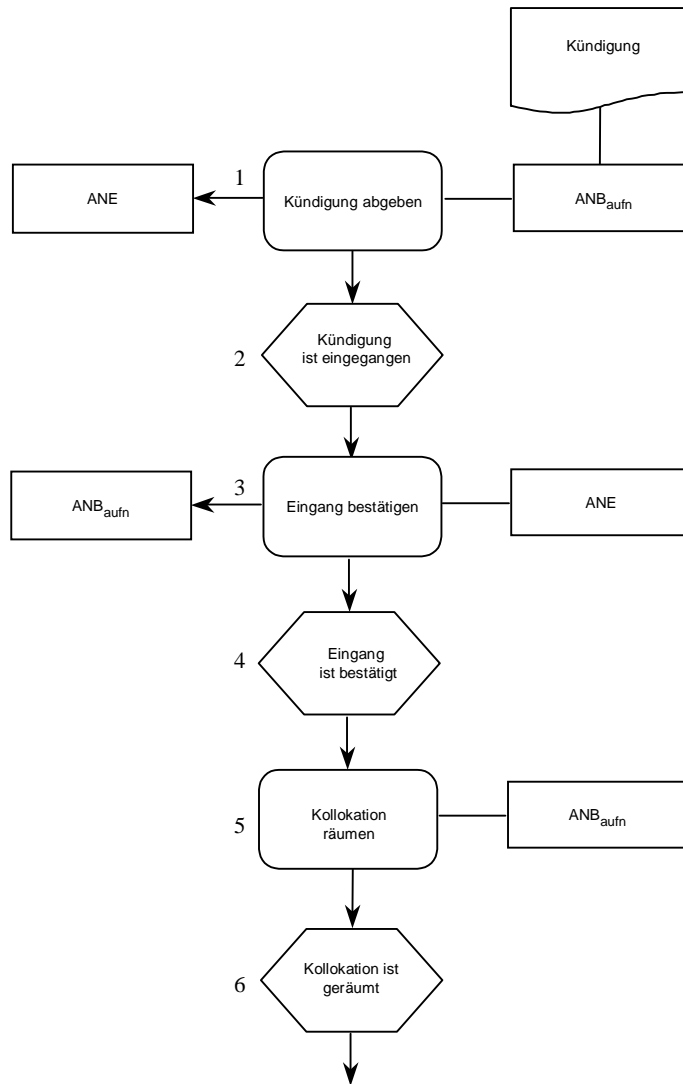 Kündigung
1
ANE
Kündigung abgeben
ANBaufn
2
Kündigung
ist eingegangen
3
ANBaufn
Eingang bestätigen
ANE
4
Eingang
ist bestätigt
5
Kollokation
räumen
ANBaufn
6
Kollokation ist
geräumt